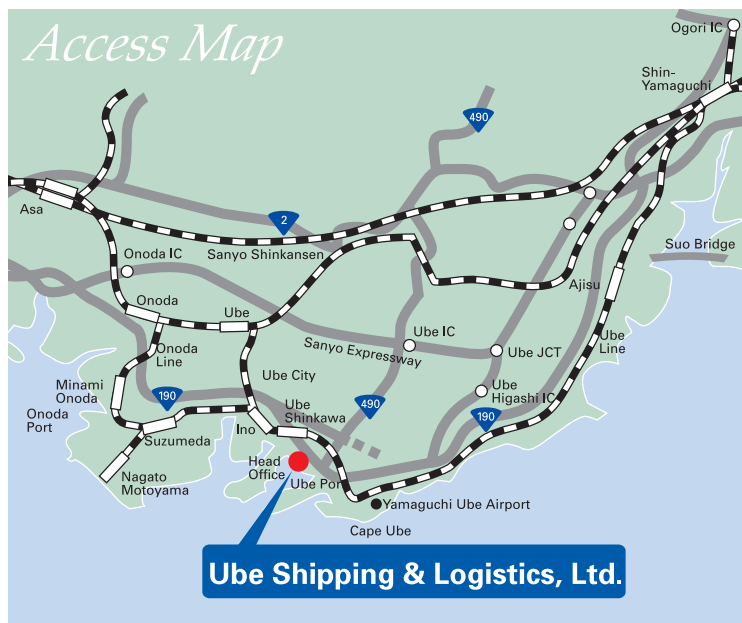 Access Map
Ogori IC
Shin-
Yamaguchi
490
Asa
2
Sanyo Shinkansen
Suo Bridge
Onoda IC
Ajisu
Onoda
Ube
Ube IC
Ube
Line
Sanyo Expressway
Ube JCT
Onoda
Line
Ube City
Minami
Onoda
190
Ube
Higashi IC
Onoda
Port
490
190
Ube
Shinkawa
Suzumeda
Ino
Head
Office
Nagato
Motoyama
Ube Port
Yamaguchi Ube Airport
Cape Ube
Ube Shipping & Logistics, Ltd.